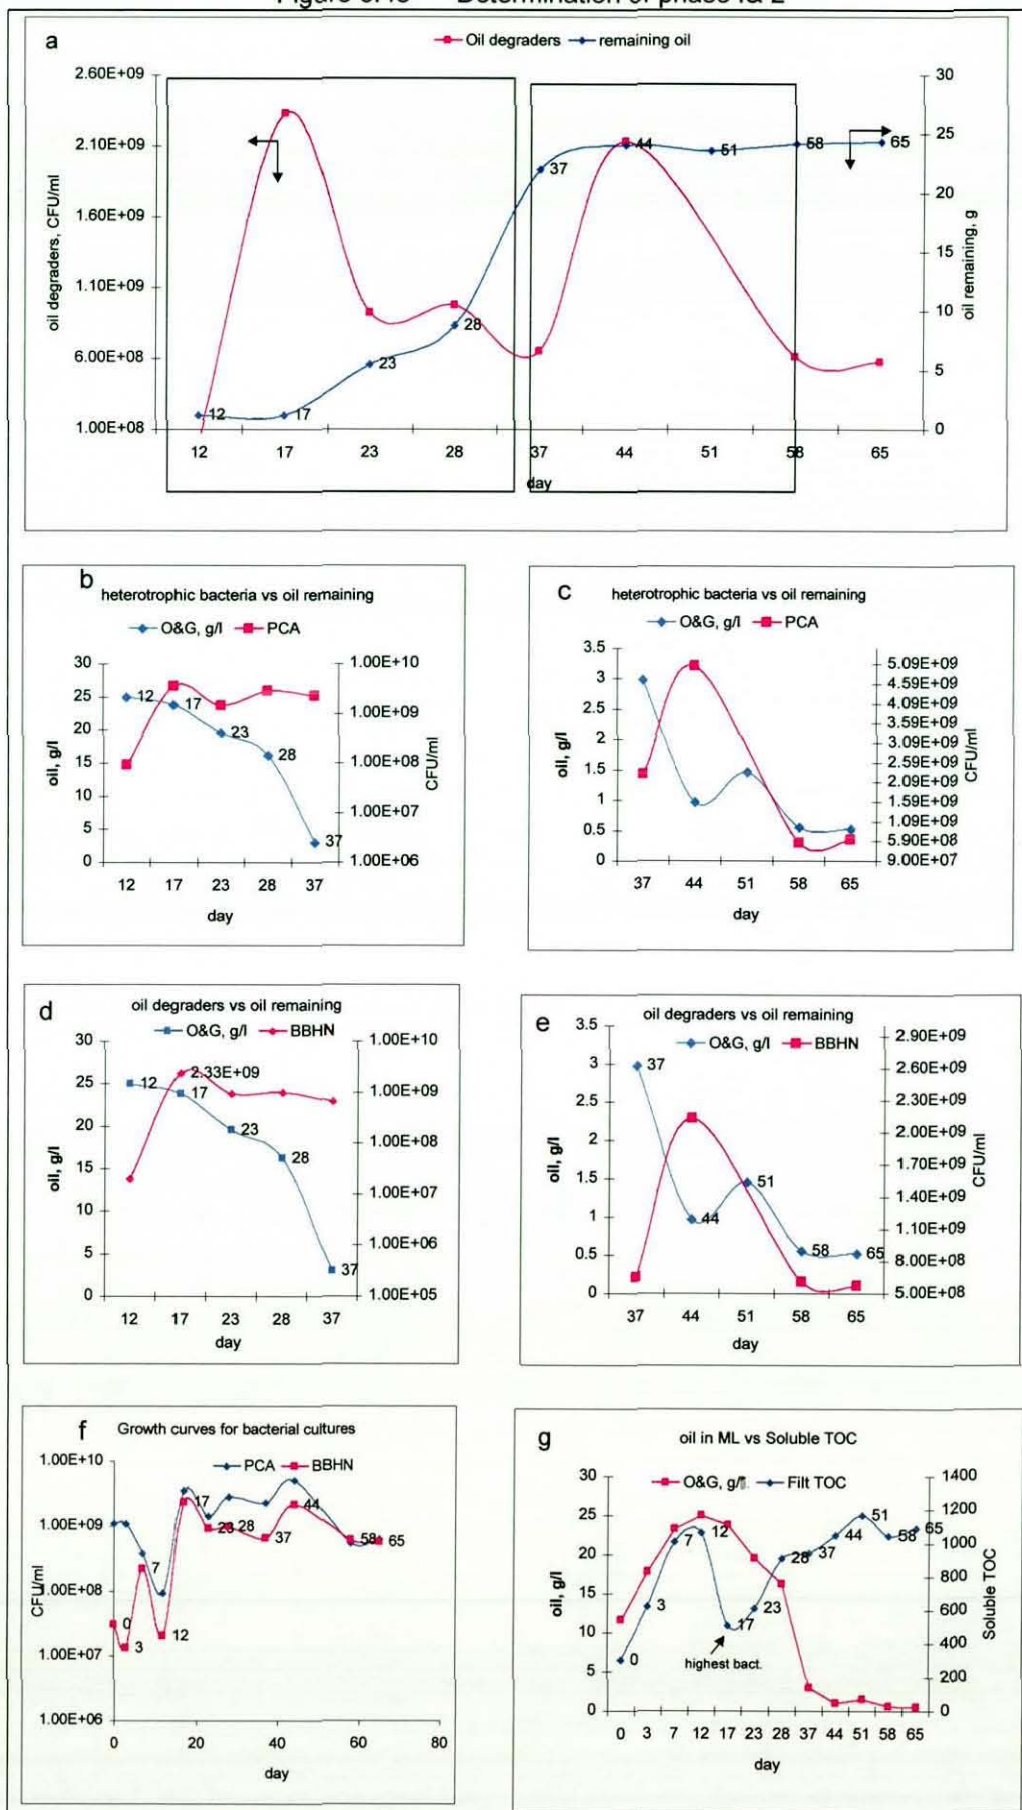 a
Oil degraders remaining oil
2.60E+09
2.10E+09
1.60E+09
1.10E+09
6.00E+08
1.00E+08
oil degraders, CFU/ml
30
25
20
15
10
5
0
oil remaining, g
12 17 23 28 37 44 51 58 65
12 17 23 28 37 44 51 58 65
day
b
heterotrophic bacteria vs oil remaining
O&G, g/l PCA
30
25
20
15
10
5
0
oil, g/l
1.00E+10
1.00E+09
1.00E+08
1.00E+07
1.00E+06
CFU/ml
12 17 23 28 37
12 17 23 28 37
day
c
heterotrophic bacteria vs oil remaining
O&G, g/l PCA
3.5
3
2.5
2
1.5
1
0.5
0
oil, g/l
5.09E+09
4.59E+09
4.09E+09
3.59E+09
3.09E+09
2.59E+09
2.09E+09
1.59E+09
1.09E+09
5.90E+08
9.00E+07
CFU/ml
37 44 51 58 65
day
d
oil degraders vs oil remaining
O&G, g/l BBHN
30
25
20
15
10
5
0
oil, g/l
1.00E+10
1.00E+09
1.00E+08
1.00E+07
1.00E+06
1.00E+05
2.33E+09
12 17 23 28 37
12 17 23 28 37
day
e
oil degraders vs oil remaining
O&G, g/l BBHN
3.5
3
2.5
2
1.5
1
0.5
0
oil, g/l
2.90E+09
2.60E+09
2.30E+09
2.00E+09
1.70E+09
1.40E+09
1.10E+09
8.00E+08
5.00E+08
CFU/ml
37 44 51 58 65
37 44 51 58 65
day
f
Growth curves for bacterial cultures
PCA BBHN
1.00E+10
1.00E+09
1.00E+08
1.00E+07
1.00E+06
CFU/ml
0 3 7 12 17 23 28 37 44 58 65
0 20 40 60 80
day
g
oil in ML vs Soluble TOC
O&G, g/l. Filt TOC
30
25
20
15
10
5
0
oil, g/l
1400
1200
1000
800
600
400
200
0
Soluble TOC
0 3 7 12 17 23 28 37 44 51 58 65
highest bact.
0 3 7 12 17 23 28 37 44 51 58 65
day